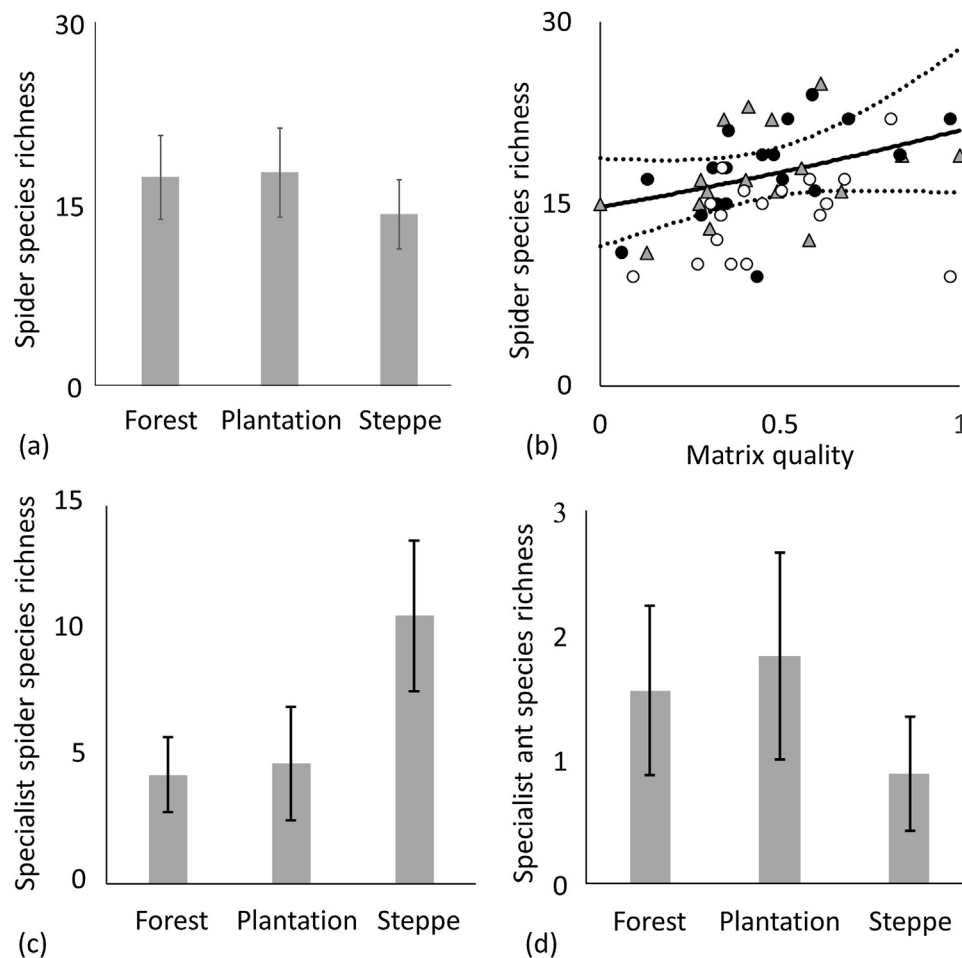 30
15
0
Spider species richness
Forest Plantation Steppe
(a)
30
15
0
Spider species richness
0 0.5 1
Matrix quality
(b)
15
10
5
0
Specialist spider species richness
Forest Plantation Steppe
(c)
3
2
1
0
Specialist ant species richness
Forest Plantation Steppe
(d)